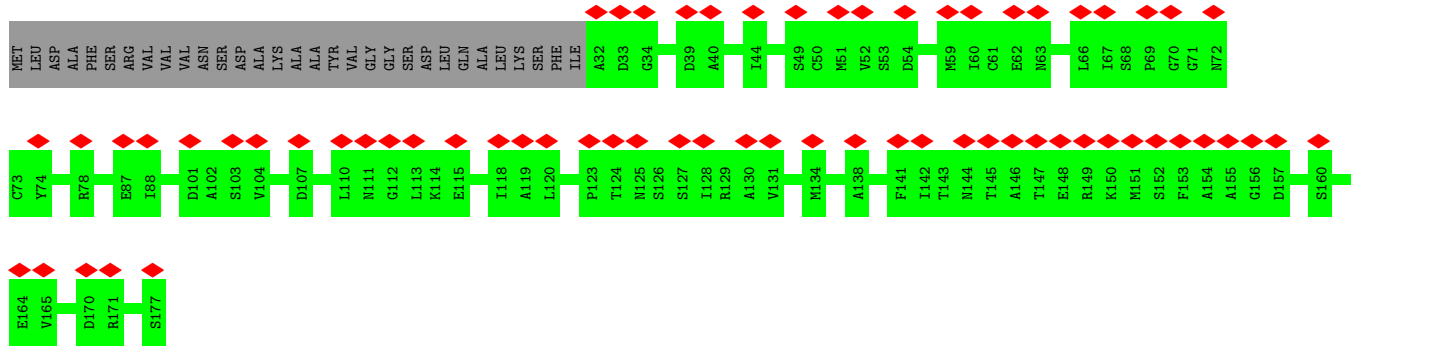 MET LEU ASP ALA PHE SER ARG VAL VAL VAL ASN SER ASP ALA LYS ALA ALA TYR VAL GLY GLY SER ASP LEU GLN ALA LEU LYS SER PHE ILE A32 D33 G34 D39 A40 I44 S49 C50 M51 V52 S53 D54 M59 I60 C61 E62 N63 L66 I67 S68 P69 G70 G71 N72
C73 Y74 R78 E87 I88 D101 A102 S103 V104 D107 L110 N111 G112 L113 K114 E115 I118 A119 L120 P123 T124 N125 S126 S127 I128 R129 A130 V131 M134 A138 F141 I142 T143 N144 T145 A146 T147 E148 R149 K150 M151 S152 F153 A154 A155 G156 D157 S160
E164 V165 D170 R171 S177